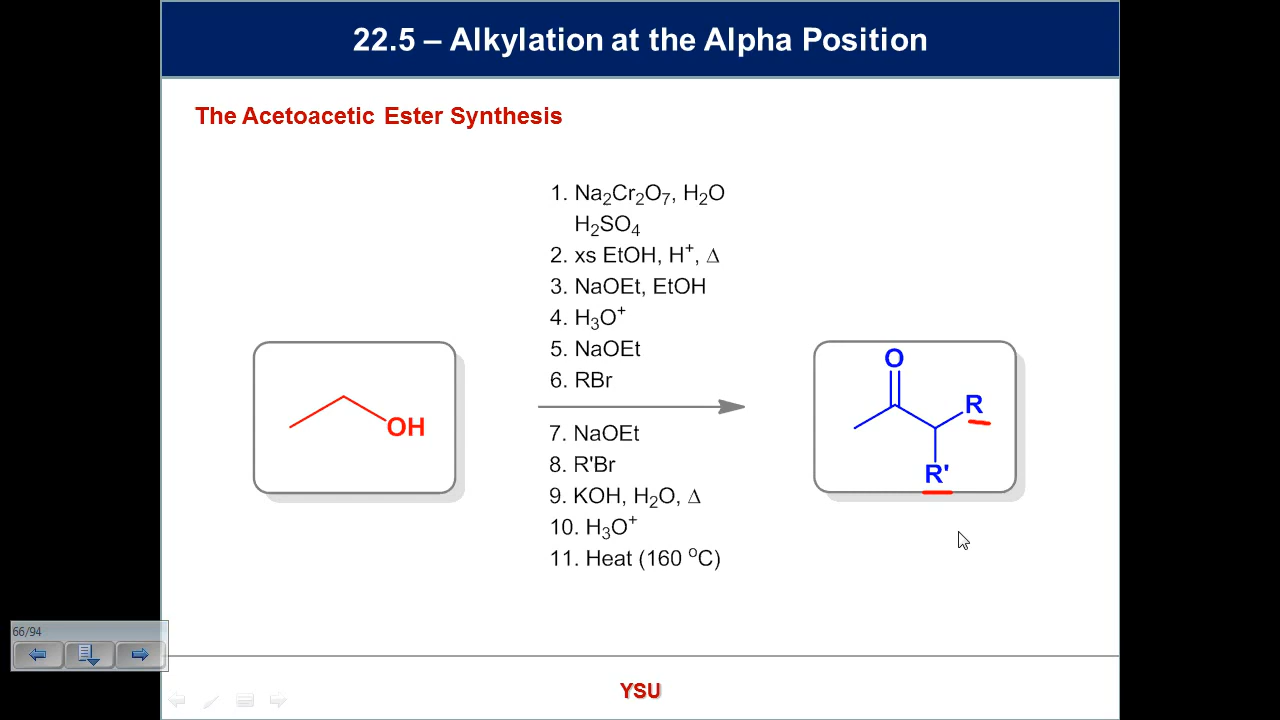 22.5 – Alkylation at the Alpha Position
The Acetoacetic Ester Synthesis
1. Na₂Cr₂O₇, H₂O
H₂SO₄
2. xs EtOH, H⁺, Δ
3. NaOEt, EtOH
4. H₃O⁺
5. NaOEt
6. RBr
7. NaOEt
8. R'Br
9. KOH, H₂O, Δ
10. H₃O⁺
11. Heat (160 ⁰C)
OH
O
R
R'
66/94
YSU